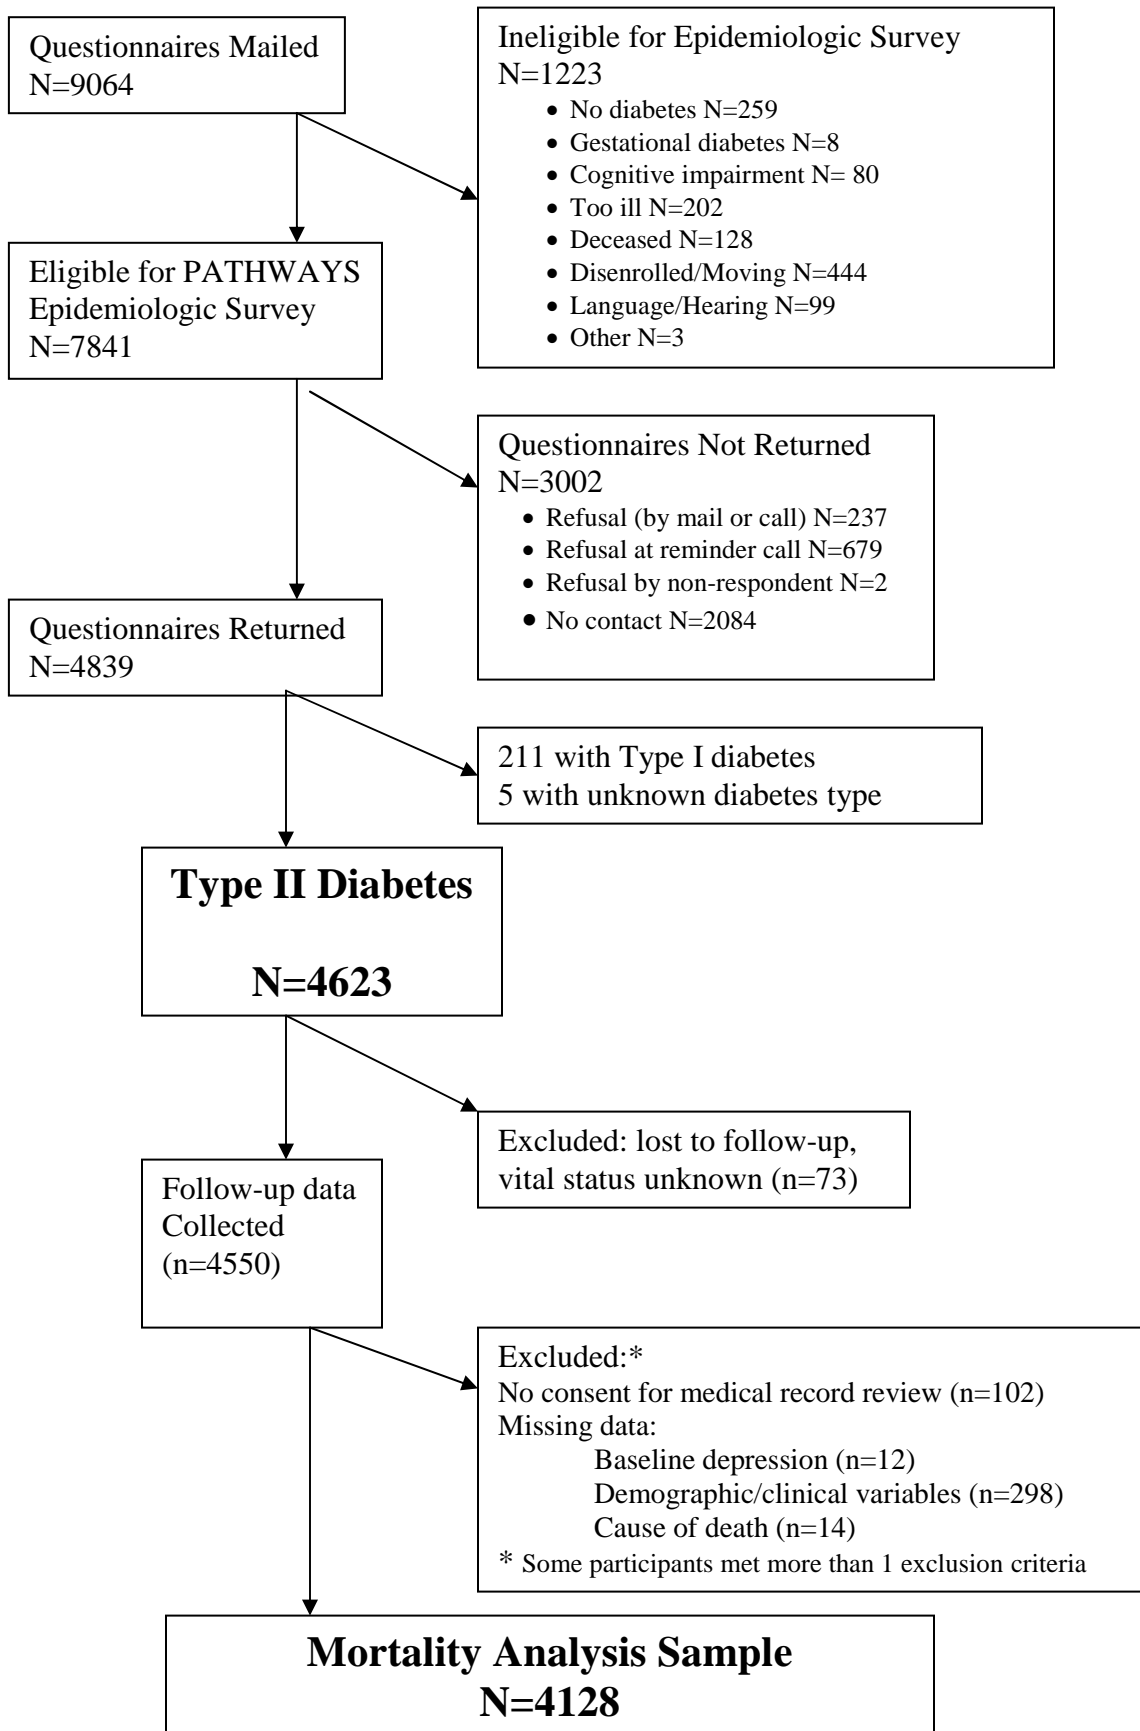 Questionnaires Mailed
N=9064
Ineligible for Epidemiologic Survey
N=1223
• No diabetes N=259
• Gestational diabetes N=8
• Cognitive impairment N= 80
• Too ill N=202
• Deceased N=128
• Disenrolled/Moving N=444
• Language/Hearing N=99
• Other N=3
Eligible for PATHWAYS
Epidemiologic Survey
N=7841
Questionnaires Not Returned
N=3002
• Refusal (by mail or call) N=237
• Refusal at reminder call N=679
• Refusal by non-respondent N=2
• No contact N=2084
Questionnaires Returned
N=4839
211 with Type I diabetes
5 with unknown diabetes type
Type II Diabetes
N=4623
Excluded: lost to follow-up,
vital status unknown (n=73)
Follow-up data
Collected
(n=4550)
Excluded:*
No consent for medical record review (n=102)
Missing data:
Baseline depression (n=12)
Demographic/clinical variables (n=298)
Cause of death (n=14)
* Some participants met more than 1 exclusion criteria
Mortality Analysis Sample
N=4128